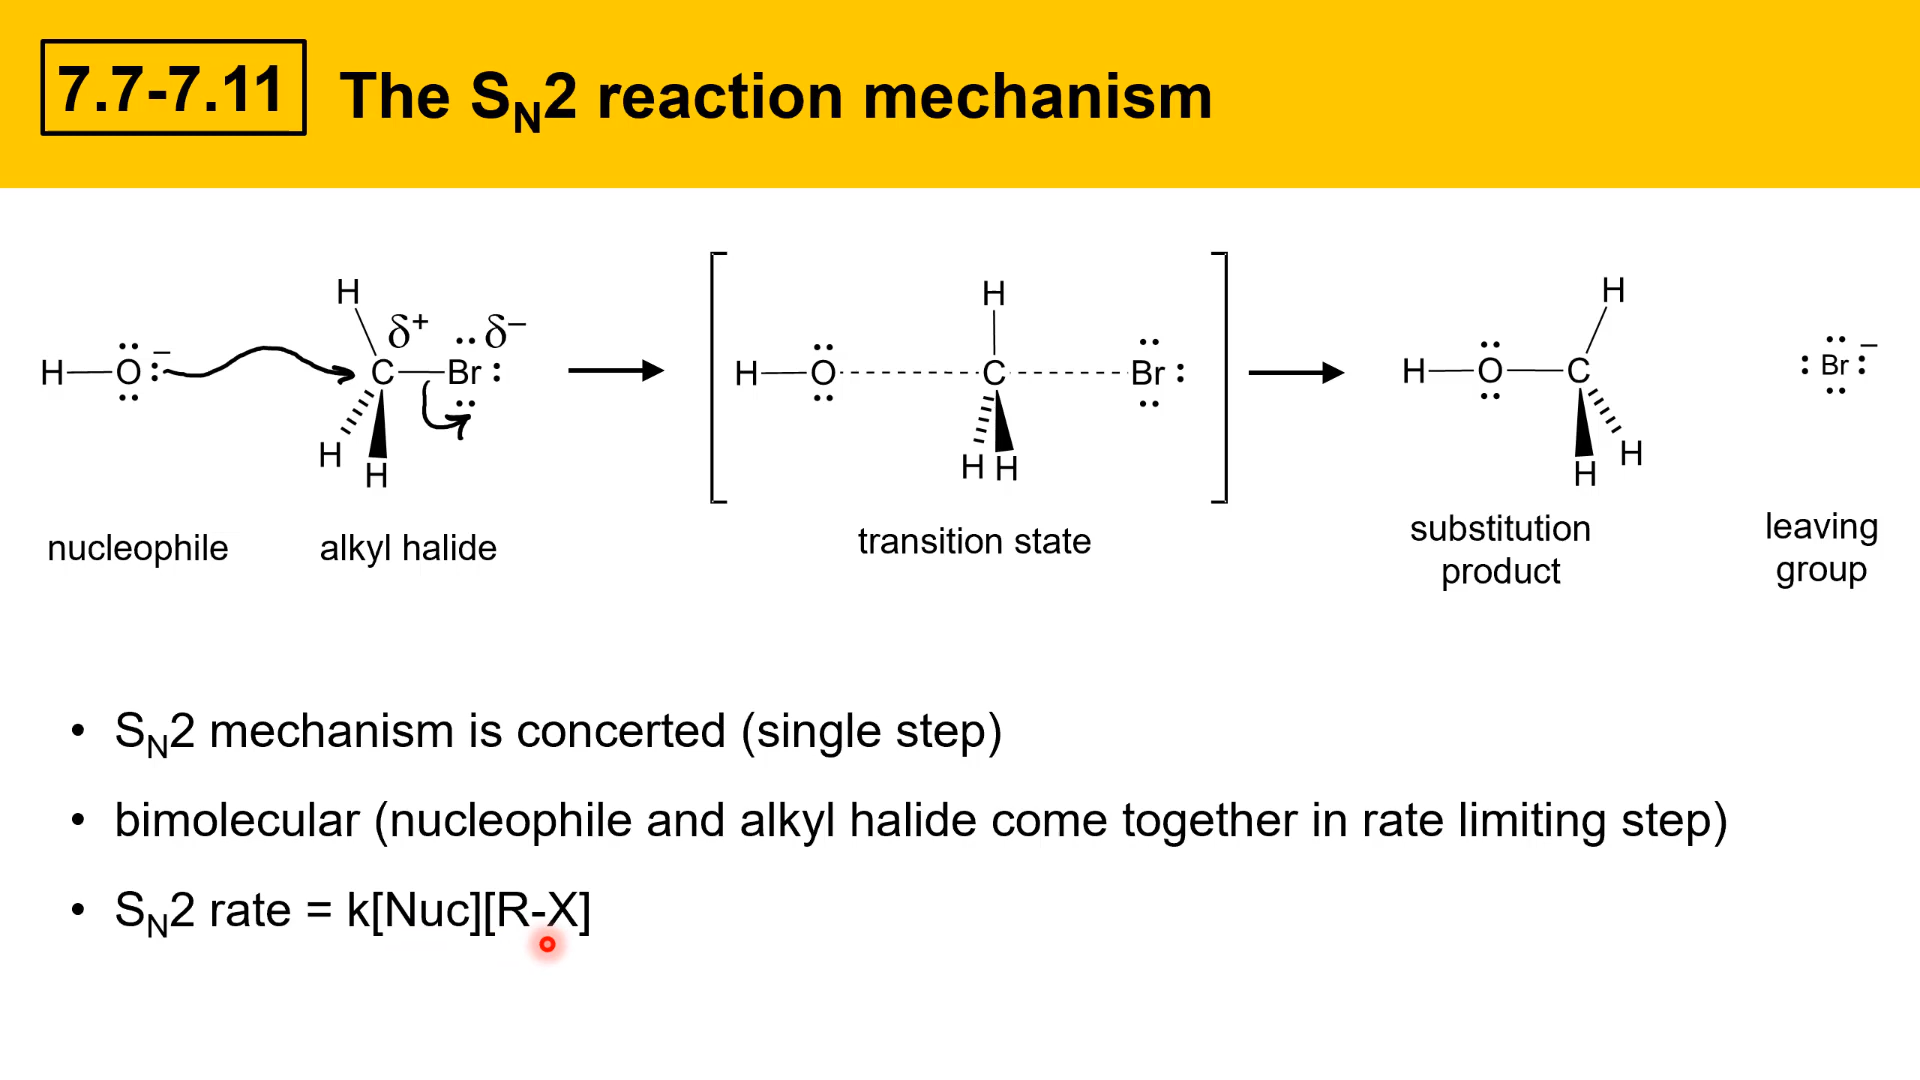 7.7-7.11 The SN2 reaction mechanism
H H H
δ+ δ–
H O – C Br H O C Br H O C Br –
H H H H H H
nucleophile alkyl halide transition state substitution product leaving group
• SN2 mechanism is concerted (single step)
• bimolecular (nucleophile and alkyl halide come together in rate limiting step)
• SN2 rate = k[Nuc][R-X]